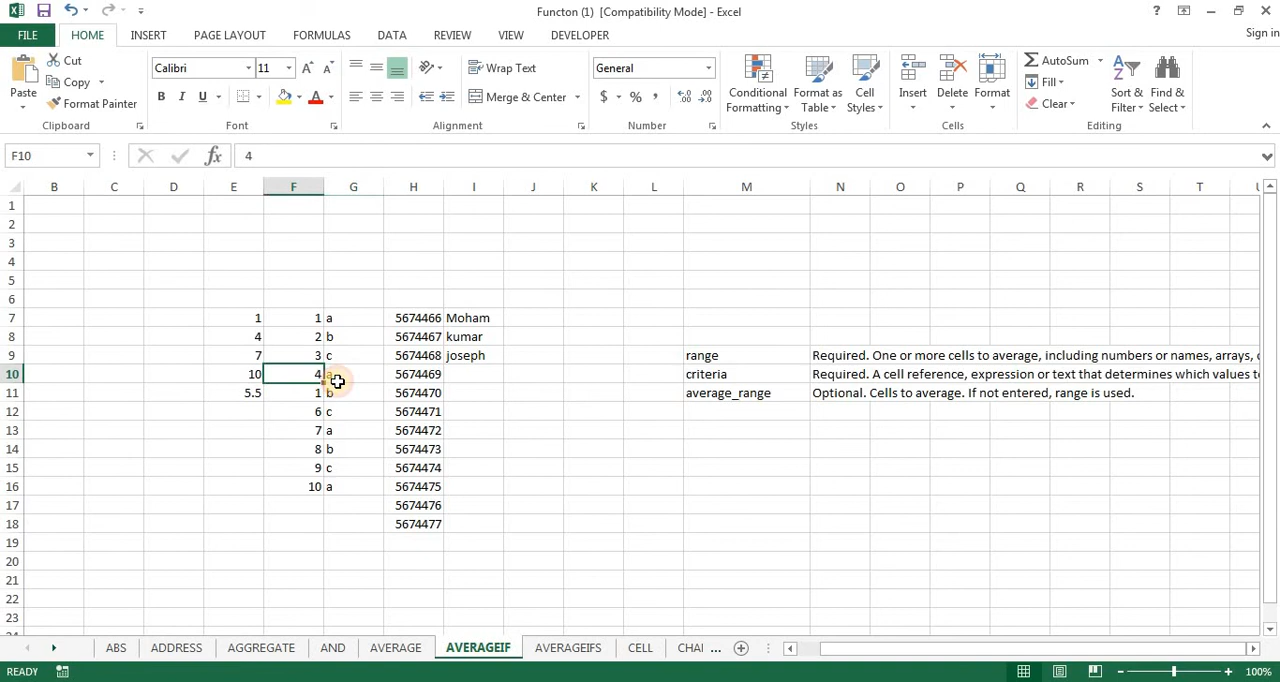 Functon (1) [Compatibility Mode] - Excel
?
FILE HOME INSERT PAGE LAYOUT FORMULAS DATA REVIEW VIEW DEVELOPER Sign in
Paste
Cut
Copy
Format Painter
Clipboard
Calibri 11
B I U
Font
Wrap Text
Merge & Center
Alignment
General
$ % ,
Number
Conditional Formatting
Format as Table
Cell Styles
Styles
Insert
Delete
Format
Cells
AutoSum
Fill
Clear
Sort & Filter
Find & Select
Editing
F10 fx 4
B C D E F G H I J K L M N O P Q R S T U
1
2
3
4
5
6
7 1 1 a 5674466 Moham
8 4 2 b 5674467 kumar
9 7 3 c 5674468 joseph range Required. One or more cells to average, including numbers or names, arrays,
10 10 4 a 5674469 criteria Required. A cell reference, expression or text that determines which values
11 5.5 1 b 5674470 average_range Optional. Cells to average. If not entered, range is used.
12 6 c 5674471
13 7 a 5674472
14 8 b 5674473
15 9 c 5674474
16 10 a 5674475
17 5674476
18 5674477
19
20
21
22
23
ABS ADDRESS AGGREGATE AND AVERAGE AVERAGEIF AVERAGEIFS CELL CHAI ...
READY 100%